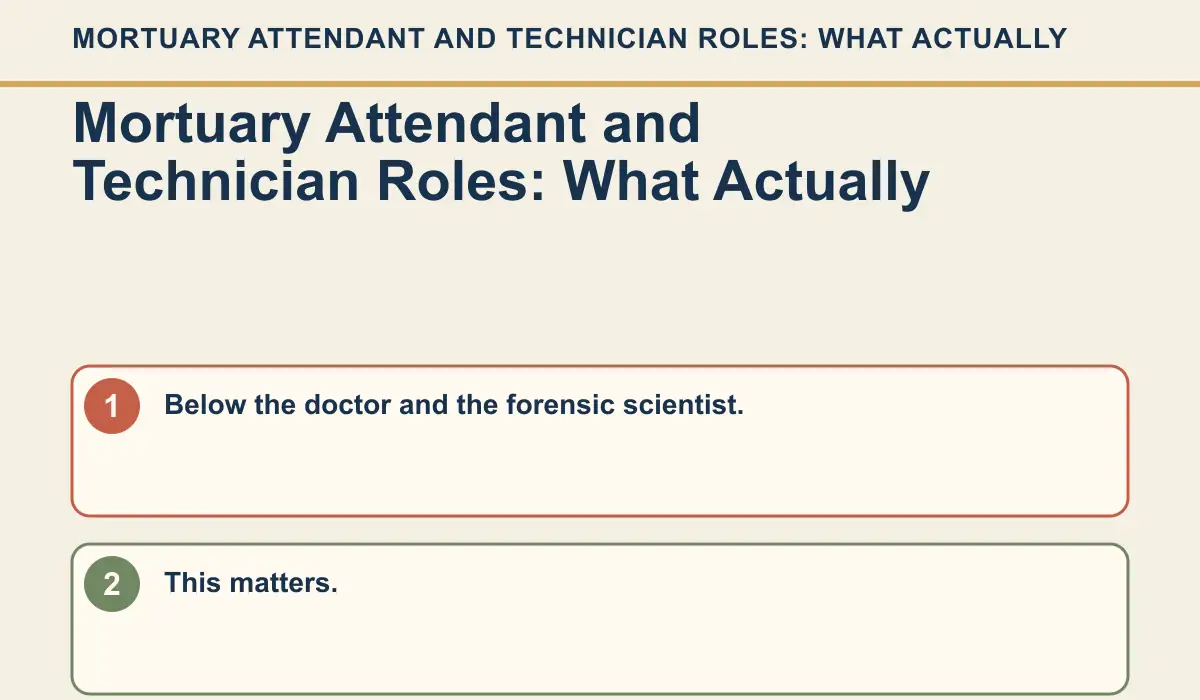 MORTUARY ATTENDANT AND TECHNICIAN ROLES: WHAT ACTUALLY
Mortuary Attendant and
Technician Roles: What Actually
1 Below the doctor and the forensic scientist.
2 This matters.